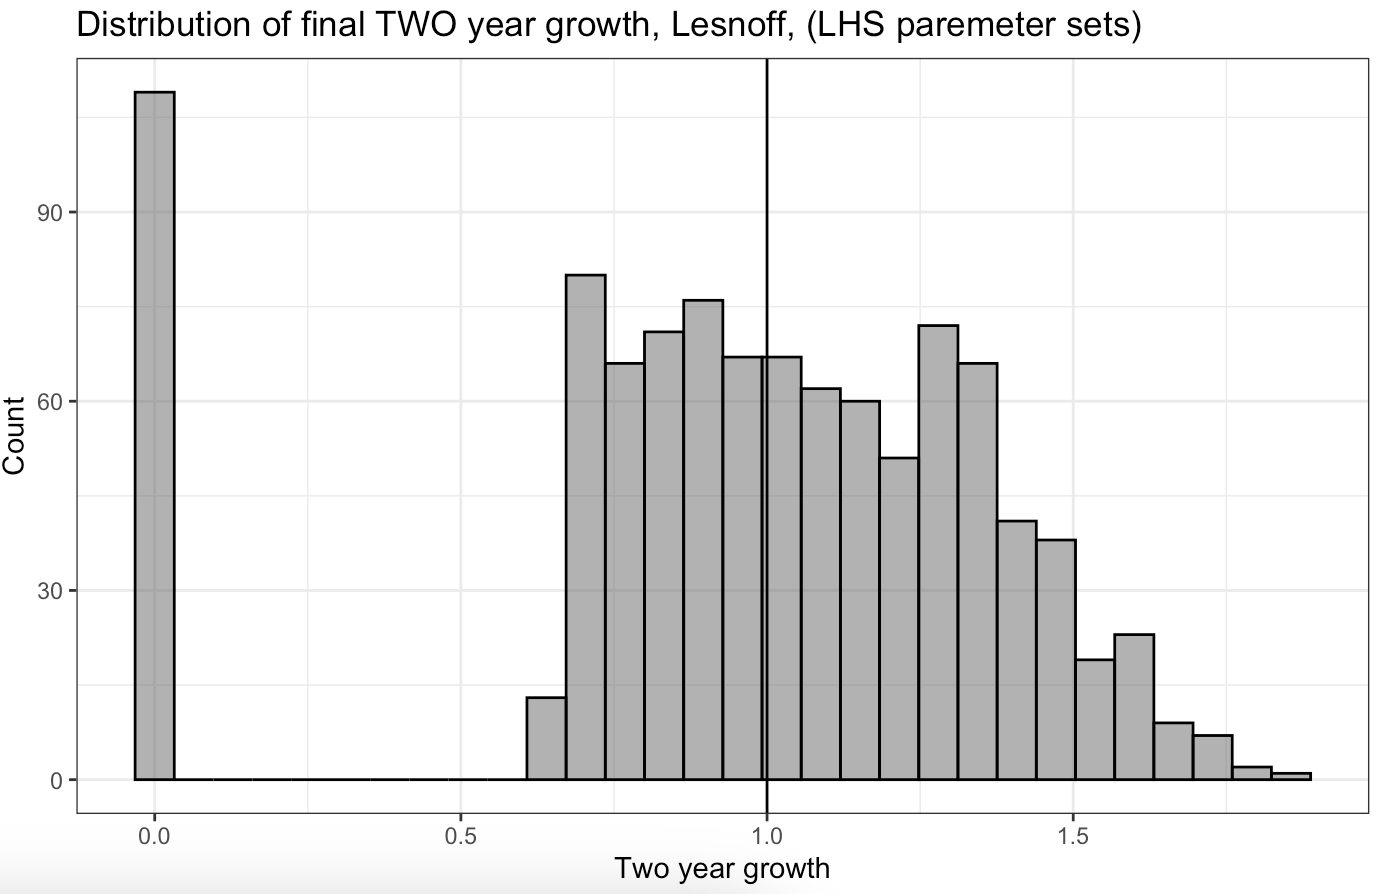 Distribution of final TWO year growth, Lesnoff, (LHS paremeter sets)
90
60
30
0
Count
0.0 0.5 1.0 1.5
Two year growth